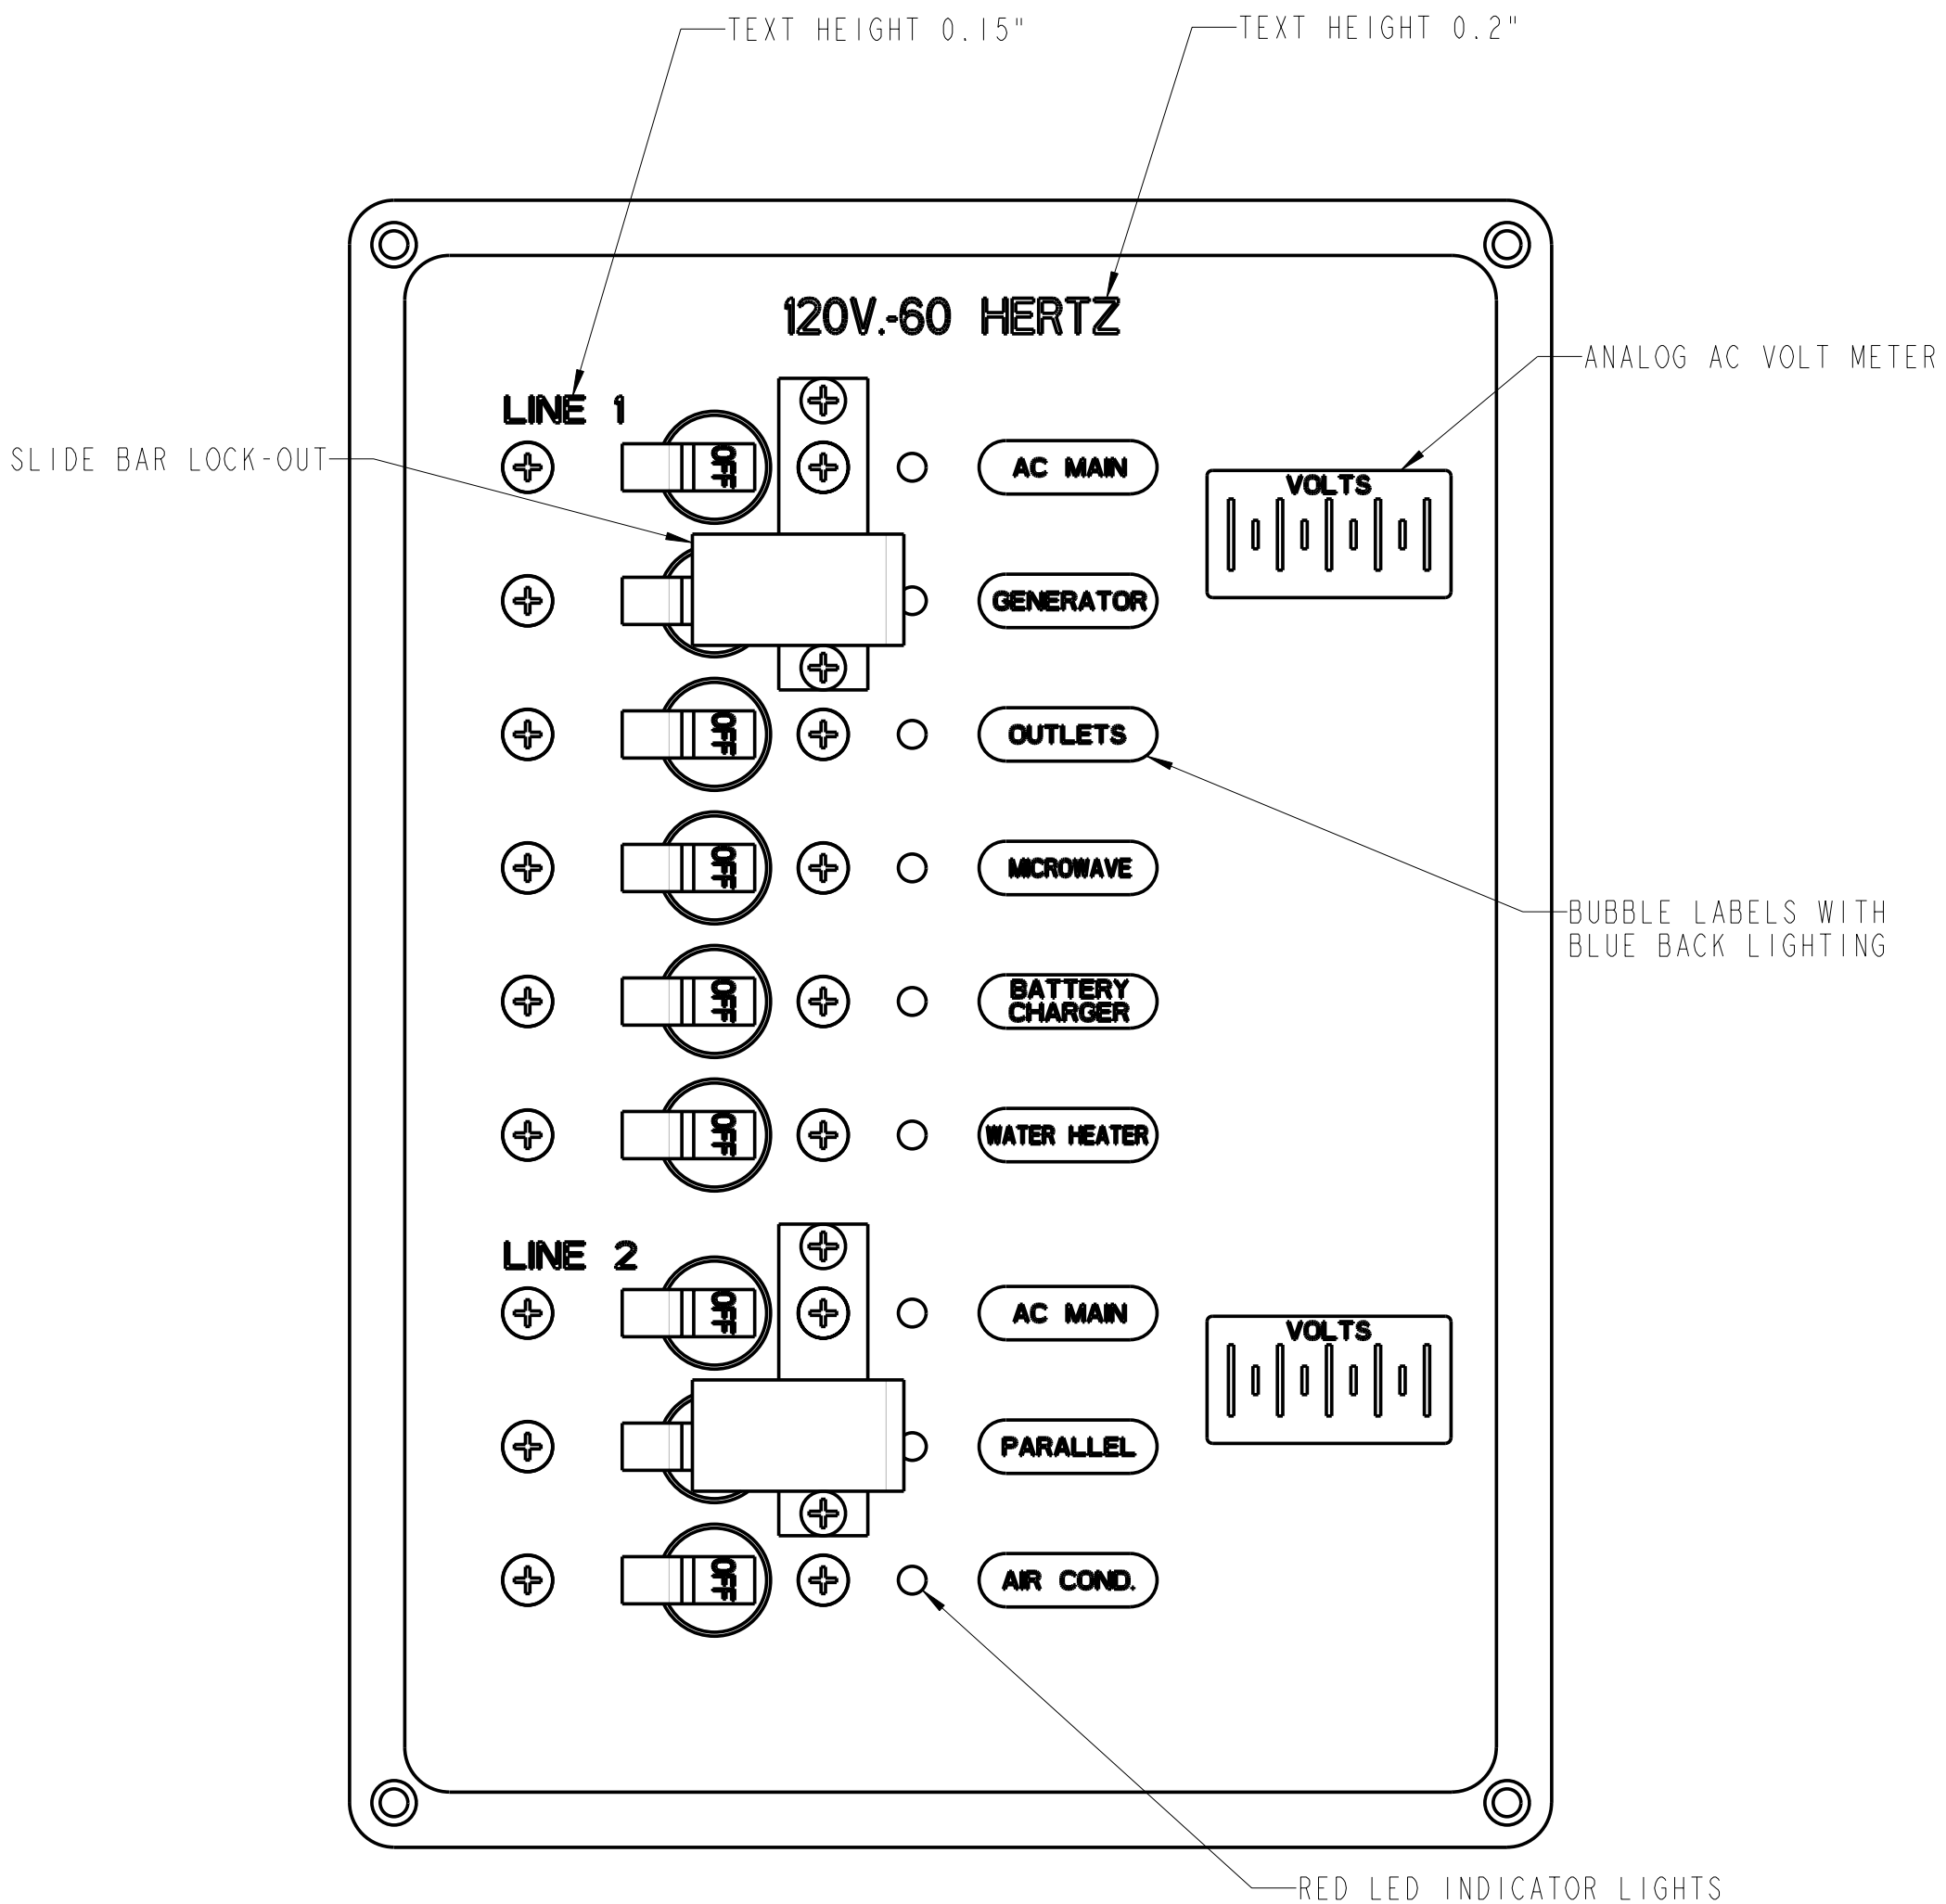 TEXT HEIGHT 0.15"
TEXT HEIGHT 0.2"
120V.-60 HERTZ
ANALOG AC VOLT METER
LINE 1
SLIDE BAR LOCK-OUT
OFF
AC MAIN
VOLTS
GENERATOR
OFF
OUTLETS
OFF
MICROWAVE
BUBBLE LABELS WITH
BLUE BACK LIGHTING
OFF
BATTERY
CHARGER
OFF
WATER HEATER
LINE 2
OFF
AC MAIN
VOLTS
PARALLEL
OFF
AIR COND.
RED LED INDICATOR LIGHTS